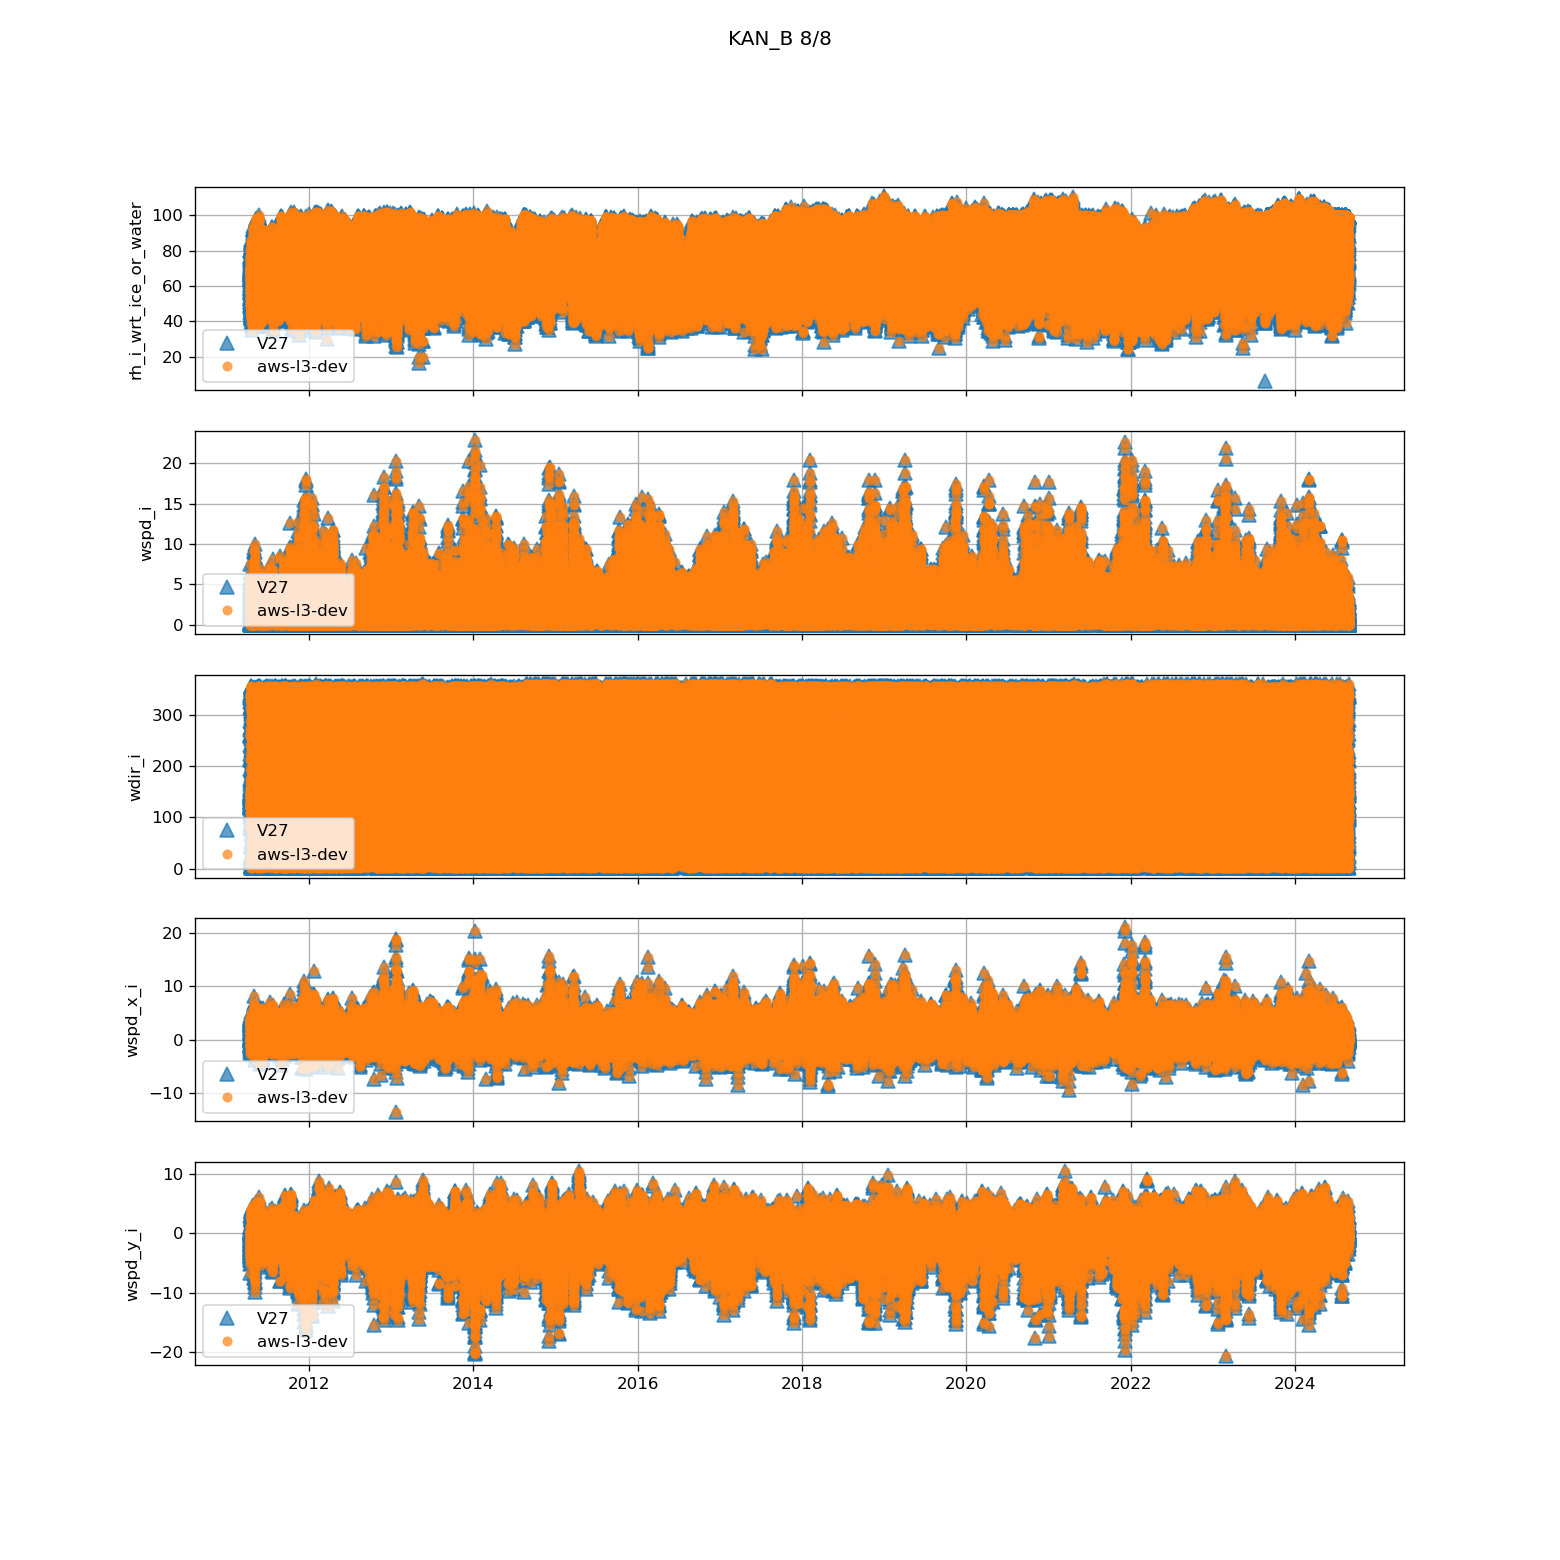 KAN_B 8/8
rh_i_wrt_ice_or_water
100
80
60
40
20
V27
aws-l3-dev
wspd_i
20
15
10
5
0
V27
aws-l3-dev
wdir_i
300
200
100
0
V27
aws-l3-dev
wspd_x_i
20
10
0
−10
V27
aws-l3-dev
wspd_y_i
10
0
−10
−20
V27
aws-l3-dev
2012 2014 2016 2018 2020 2022 2024